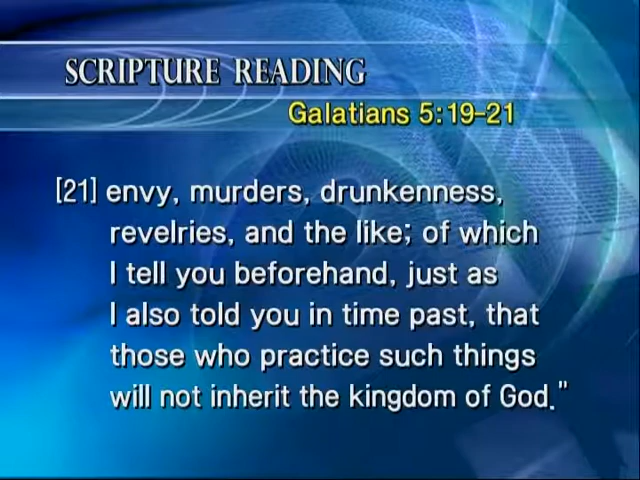 SCRIPTURE READING
Galatians 5:19-21
[21] envy, murders, drunkenness,
revelries, and the like; of which
I tell you beforehand, just as
I also told you in time past, that
those who practice such things
will not inherit the kingdom of God."